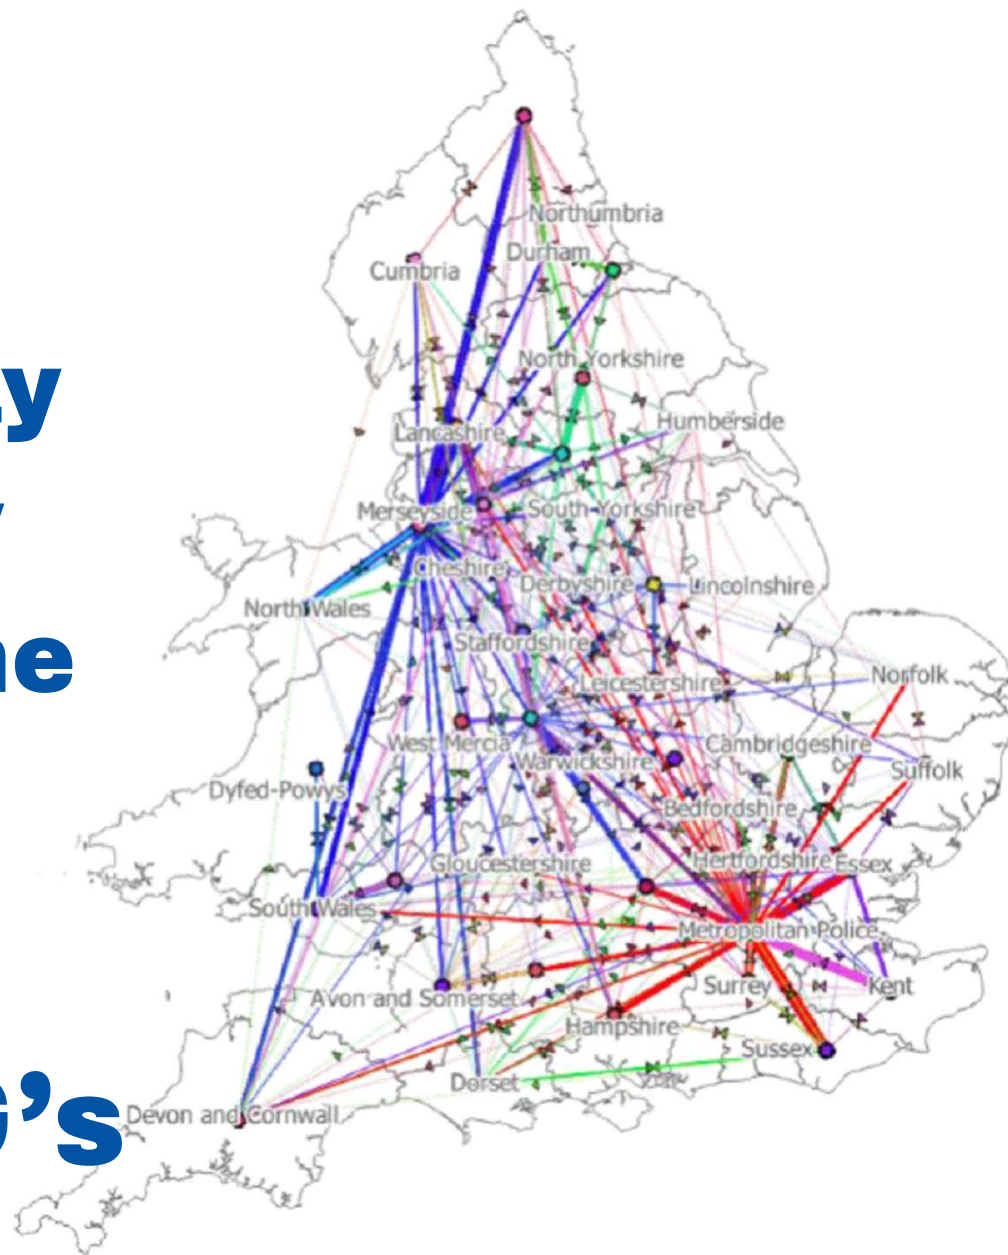 Northumbria
Durham
Cumbria
North Yorkshire
Lancashire
Humberside
Merseyside
South Yorkshire
Cheshire
Derbyshire
Lincolnshire
North Wales
Staffordshire
Leicestershire
Norfolk
West Mercia
Cambridgeshire
Warwickshire
Suffolk
Dyfed-Powys
Bedfordshire
Gloucestershire
Hertfordshire
Essex
South Wales
Metropolitan Police
Avon and Somerset
Surrey
Kent
Hampshire
Sussex
Dorset
Devon and Cornwall
’s